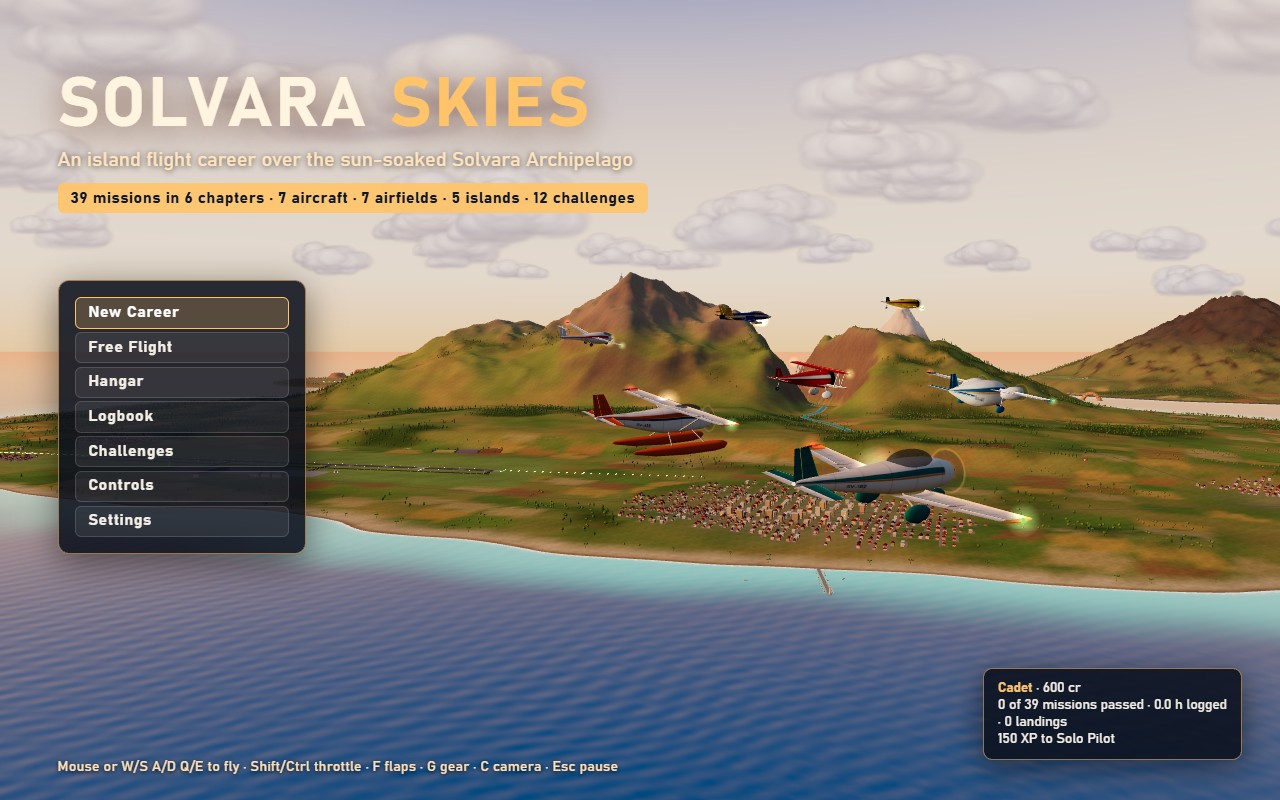 SOLVARA SKIES
An island flight career over the sun-soaked Solvara Archipelago
39 missions in 6 chapters · 7 aircraft · 7 airfields · 5 islands · 12 challenges
New Career
Free Flight
Hangar
Logbook
Challenges
Controls
Settings
Cadet · 600 cr
0 of 39 missions passed · 0.0 h logged
· 0 landings
150 XP to Solo Pilot
Mouse or W/S A/D Q/E to fly · Shift/Ctrl throttle · F flaps · G gear · C camera · Esc pause